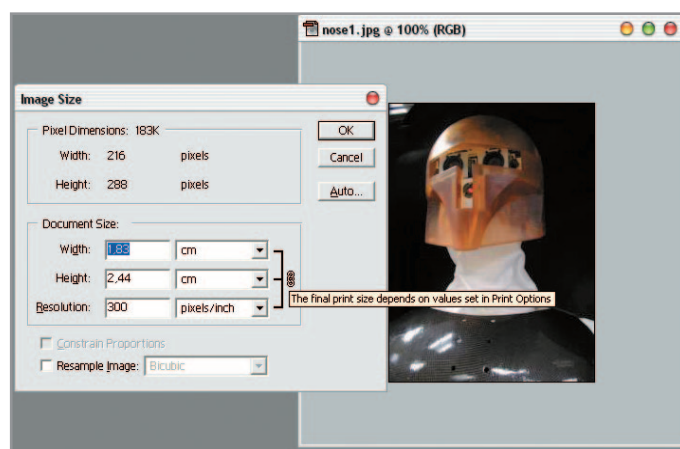 nose1.jpg @ 100% (RGB)
Image Size
Pixel Dimensions: 183K
Width: 216 pixels
Height: 288 pixels
OK
Cancel
Auto...
Document Size:
Width: 1.83 cm
Height: 2,44 cm
Resolution: 300 pixels/inch
The final print size depends on values set in Print Options
Constrain Proportions
Resample Image: Bicubic